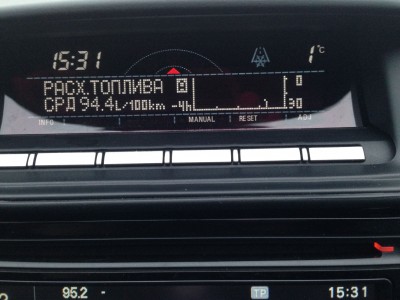 15:31 1°C
РАСХ.ТОПЛИВА 0
СРД 94.4L/100km -4h 30
INFO MANUAL RESET ADJ
95.2 - TP 15:31